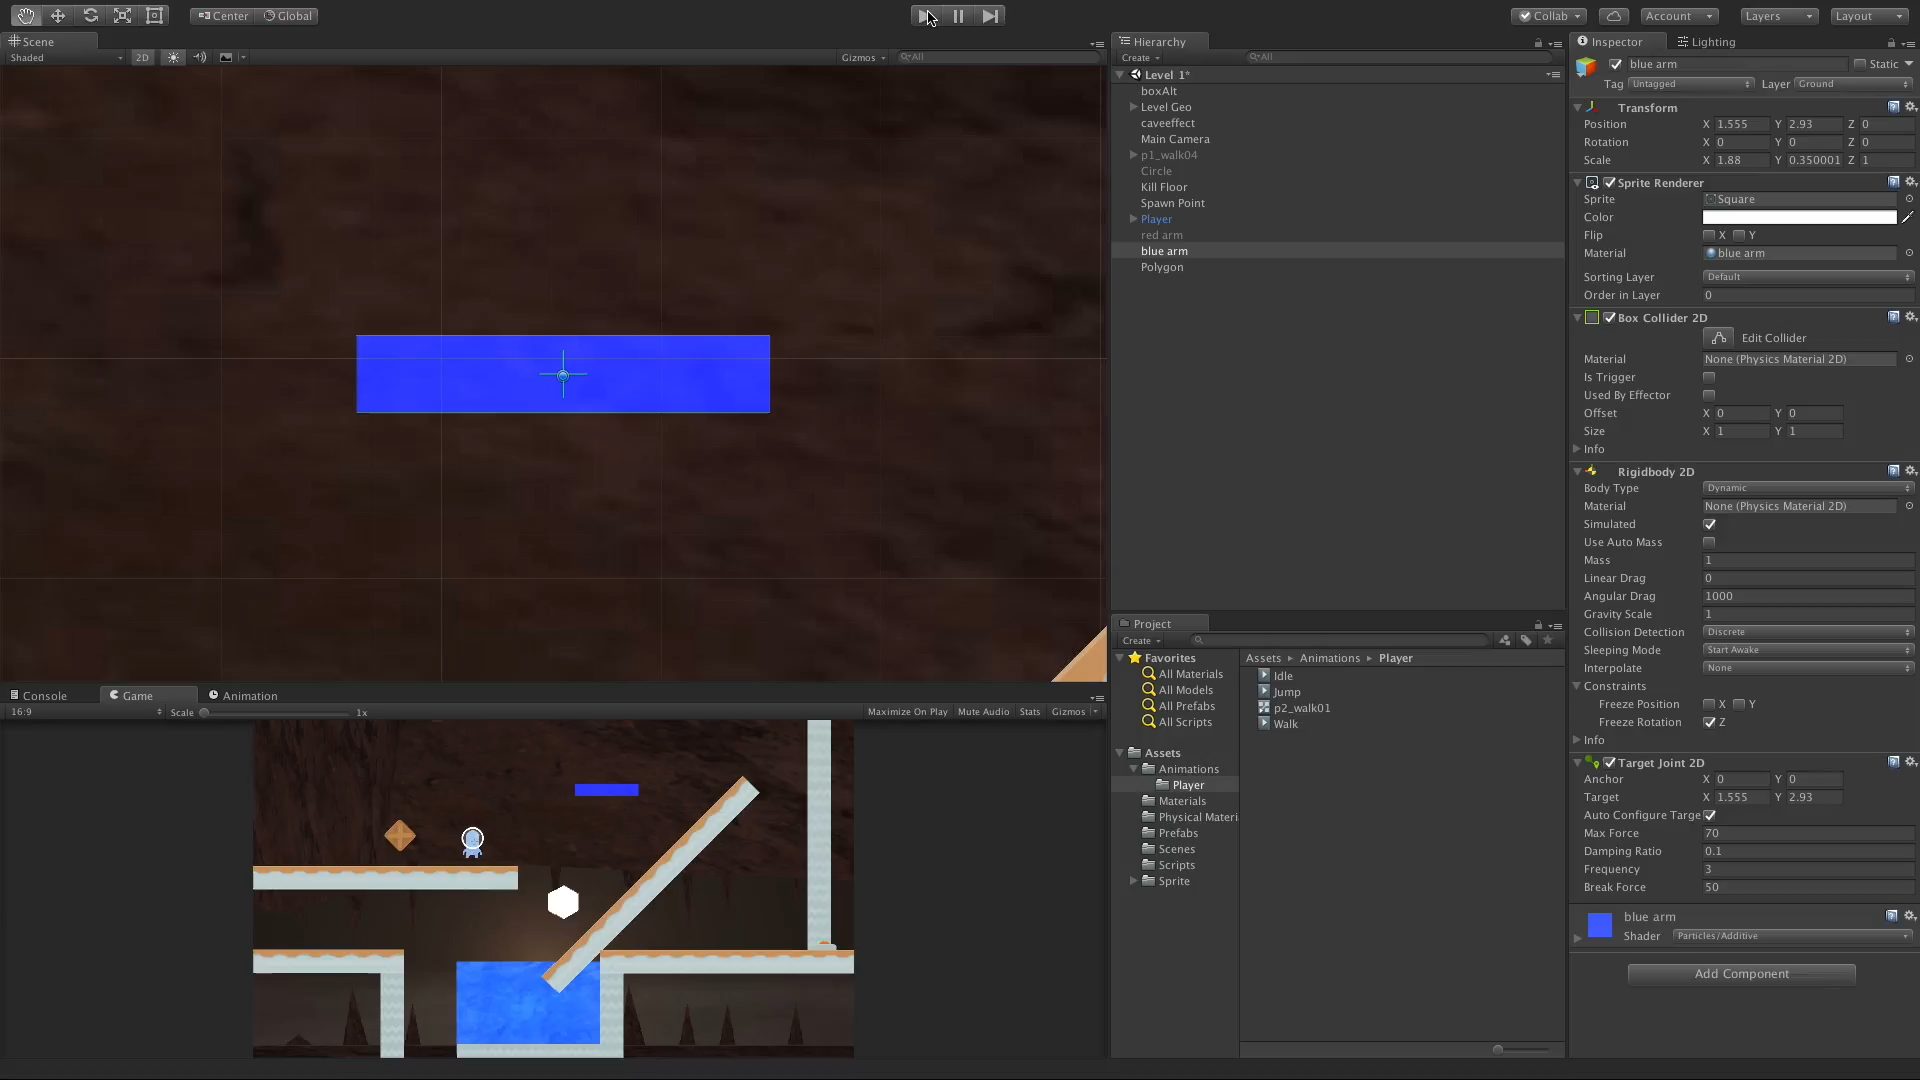 Center Global
Collab Account Layers Layout
Scene
Shaded 2D Gizmos All
Hierarchy
Create All
Level 1*
boxAlt
Level Geo
caveeffect
Main Camera
p1_walk04
Circle
Kill Floor
Spawn Point
Player
red arm
blue arm
Polygon
Inspector Lighting
blue arm Static
Tag Untagged Layer Ground
Transform
Position X 1.555 Y 2.93 Z 0
Rotation X 0 Y 0 Z 0
Scale X 1.88 Y 0.350001 Z 1
Sprite Renderer
Sprite Square
Color
Flip X Y
Material blue arm
Sorting Layer Default
Order in Layer 0
Box Collider 2D
Edit Collider
Material None (Physics Material 2D)
Is Trigger
Used By Effector
Offset X 0 Y 0
Size X 1 Y 1
Info
Rigidbody 2D
Body Type Dynamic
Material None (Physics Material 2D)
Simulated
Use Auto Mass
Mass 1
Linear Drag 0
Angular Drag 1000
Gravity Scale 1
Collision Detection Discrete
Sleeping Mode Start Awake
Interpolate None
Constraints
Freeze Position X Y
Freeze Rotation Z
Info
Target Joint 2D
Anchor X 0 Y 0
Target X 1.555 Y 2.93
Auto Configure Targe
Max Force 70
Damping Ratio 0.1
Frequency 3
Break Force 50
blue arm
Shader Particles/Additive
Add Component
Project
Create
Favorites
All Materials
All Models
All Prefabs
All Scripts
Assets
Animations
Player
Materials
Physical Materi
Prefabs
Scenes
Scripts
Sprite
Assets Animations Player
Idle
Jump
p2_walk01
Walk
Console Game Animation
16:9 Scale 1x Maximize On Play Mute Audio Stats Gizmos